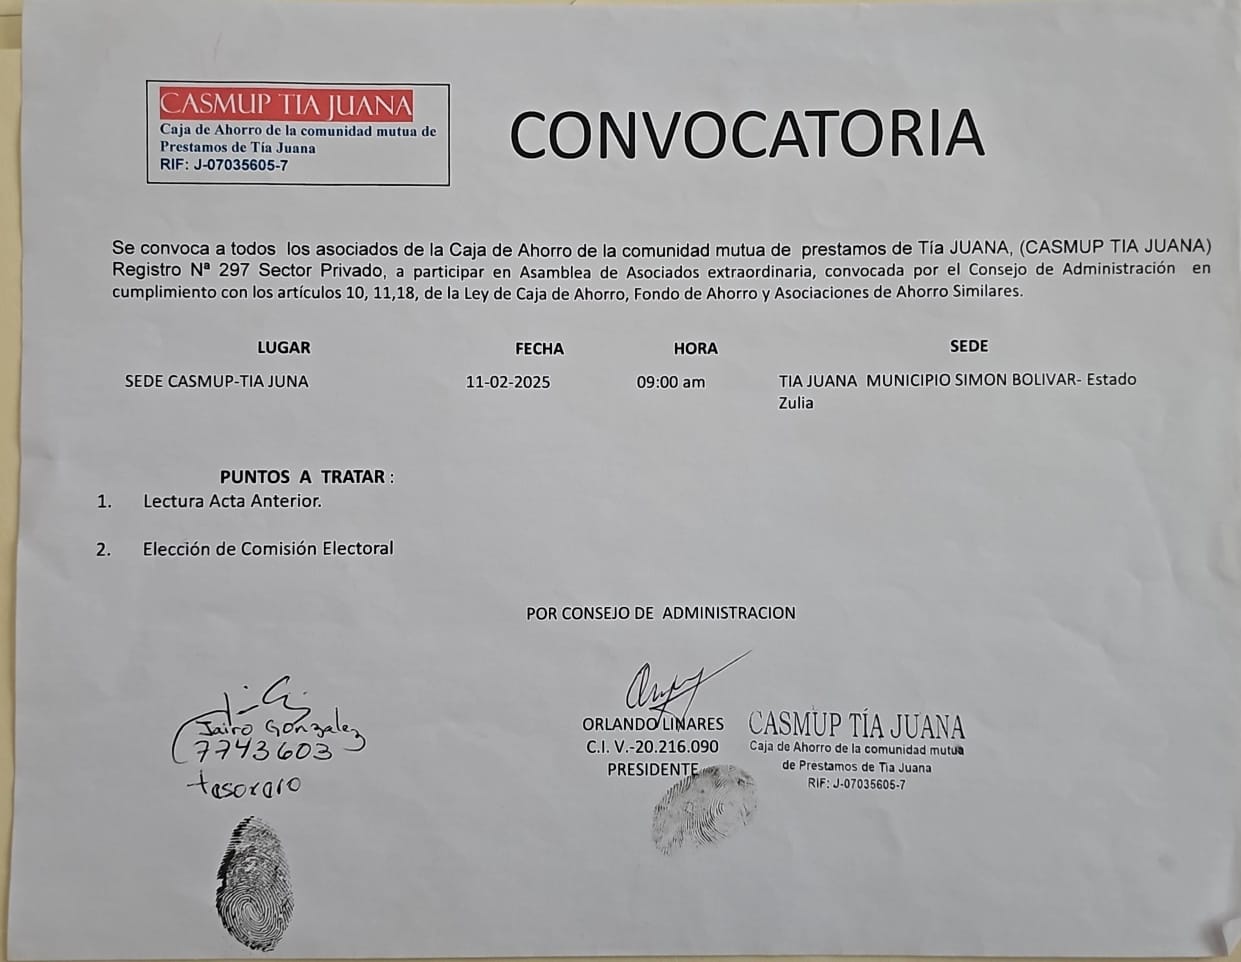 CASMUP TIA JUANA
Caja de Ahorro de la comunidad mutua de
Prestamos de Tía Juana
RIF: J-07035605-7
CONVOCATORIA
Se convoca a todos los asociados de la Caja de Ahorro de la comunidad mutua de prestamos de Tía JUANA, (CASMUP TIA JUANA)
Registro Nª 297 Sector Privado, a participar en Asamblea de Asociados extraordinaria, convocada por el Consejo de Administración en
cumplimiento con los artículos 10, 11,18, de la Ley de Caja de Ahorro, Fondo de Ahorro y Asociaciones de Ahorro Similares.
LUGAR FECHA HORA SEDE
SEDE CASMUP-TIA JUNA 11-02-2025 09:00 am TIA JUANA MUNICIPIO SIMON BOLIVAR- Estado
Zulia
PUNTOS A TRATAR :
1. Lectura Acta Anterior.
2. Elección de Comisión Electoral
POR CONSEJO DE ADMINISTRACION
Jairo Gonzalez
7743603
tesoraro
ORLANDO LINARES
C.I. V.-20.216.090
PRESIDENTE
CASMUP TÍA JUANA
Caja de Ahorro de la comunidad mutua
de Prestamos de Tia Juana
RIF: J-07035605-7